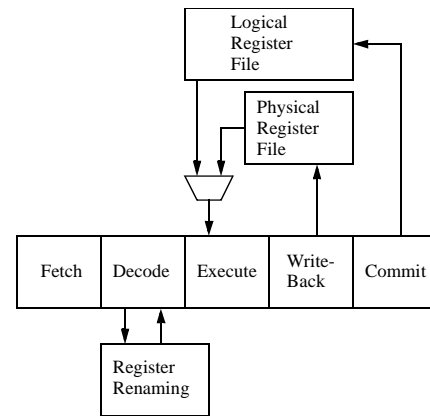 Logical
Register
File
Physical
Register
File
Fetch
Decode
Execute
Write-
Back
Commit
Register
Renaming